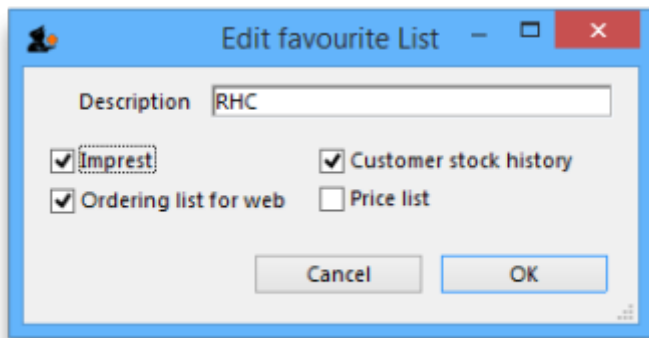 Edit favourite List
Description RHC
Imprest Customer stock history
Ordering list for web Price list
Cancel OK